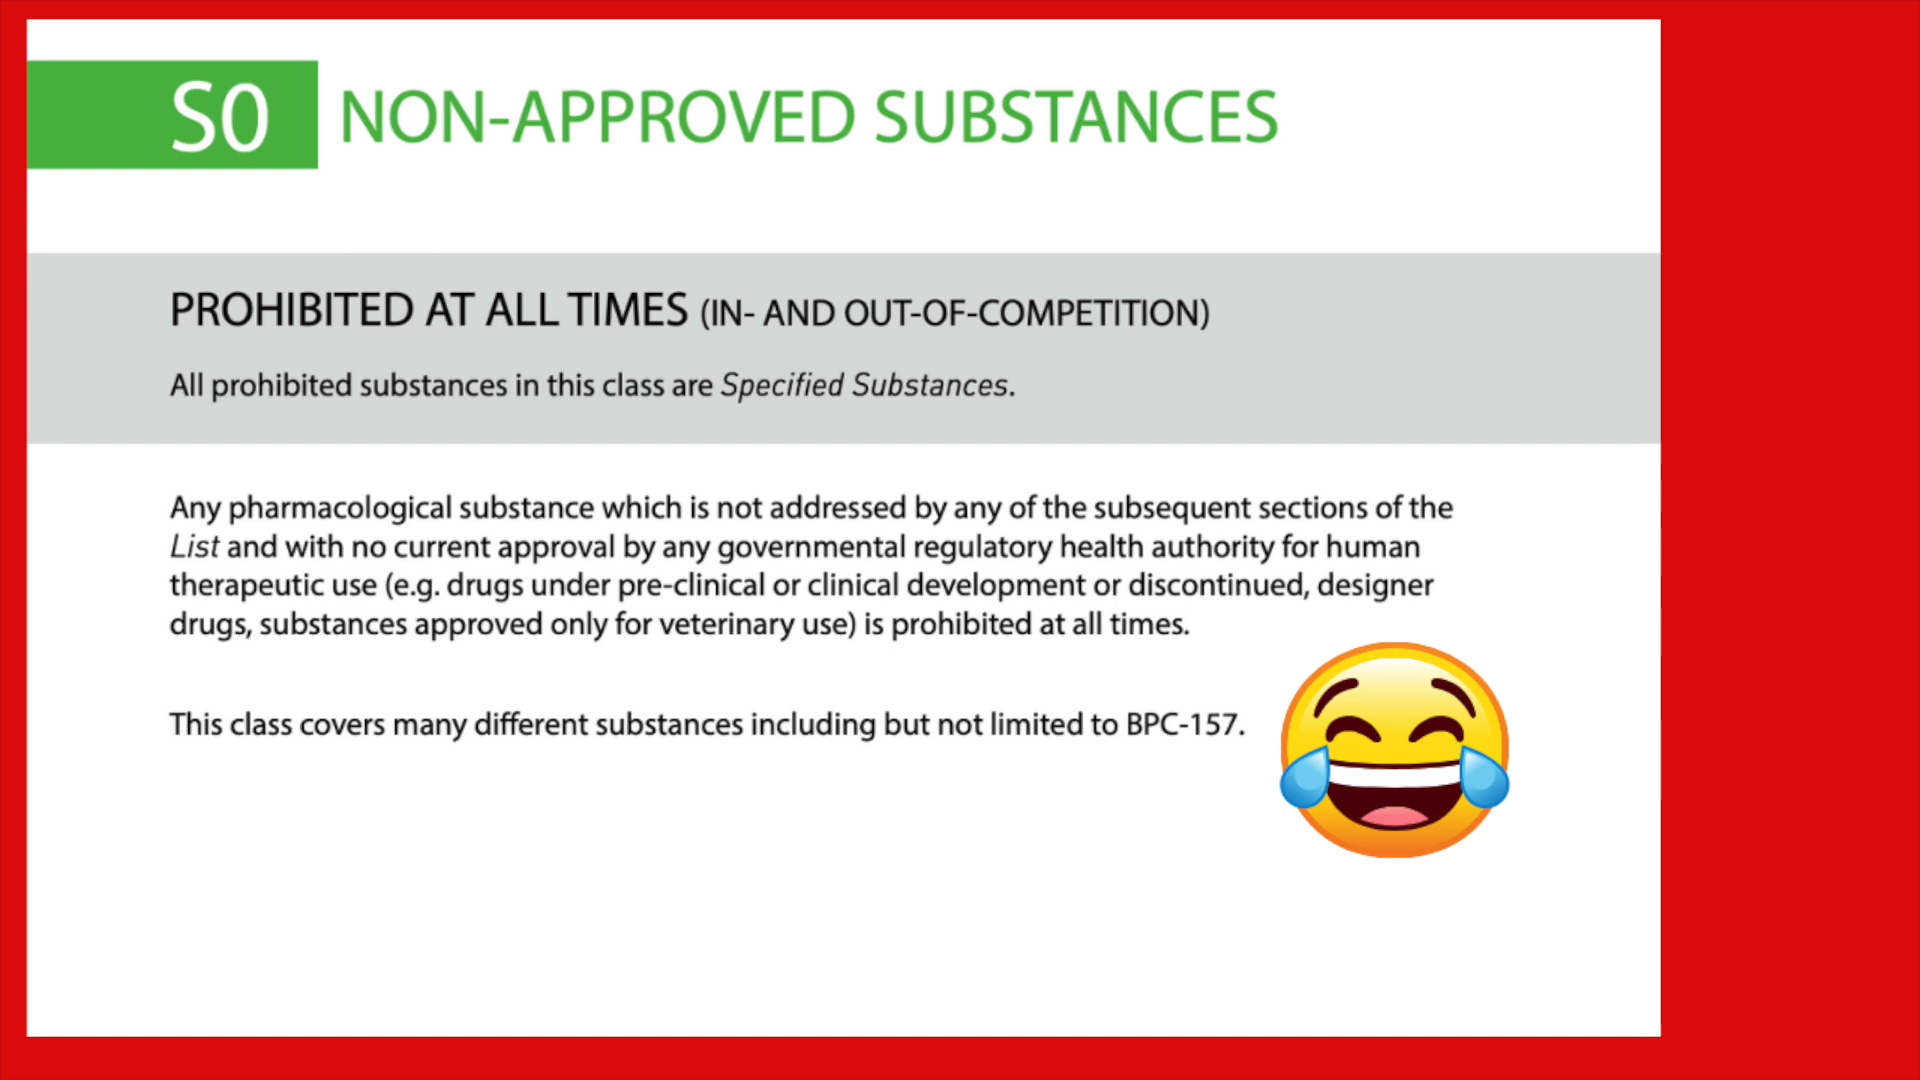 S0 NON-APPROVED SUBSTANCES
PROHIBITED AT ALL TIMES (IN- AND OUT-OF-COMPETITION)
All prohibited substances in this class are Specified Substances.
Any pharmacological substance which is not addressed by any of the subsequent sections of the
List and with no current approval by any governmental regulatory health authority for human
therapeutic use (e.g. drugs under pre-clinical or clinical development or discontinued, designer
drugs, substances approved only for veterinary use) is prohibited at all times.
This class covers many different substances including but not limited to BPC-157.